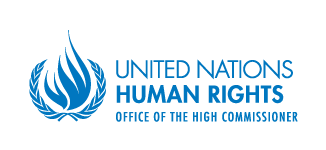 UNITED NATIONS
HUMAN RIGHTS
OFFICE OF THE HIGH COMMISSIONER